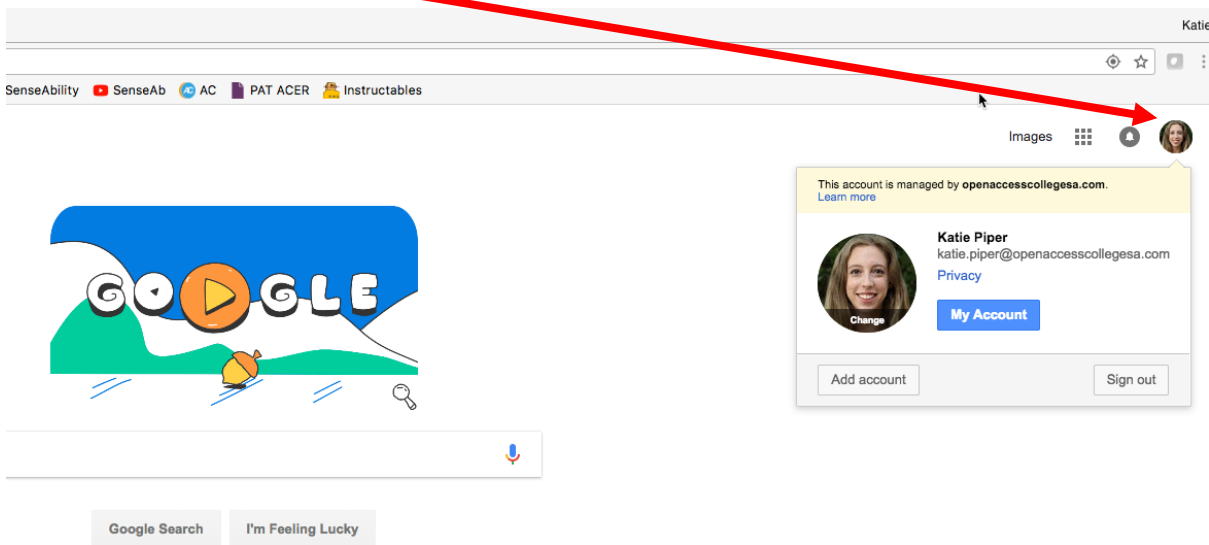 Katie
SenseAbility SenseAb AC PAT ACER Instructables
Images
This account is managed by openaccesscollegesa.com.
Learn more
Katie Piper
katie.piper@openaccesscollegesa.com
Privacy
Change
My Account
Add account
Sign out
GOOGLE
Google Search
I'm Feeling Lucky